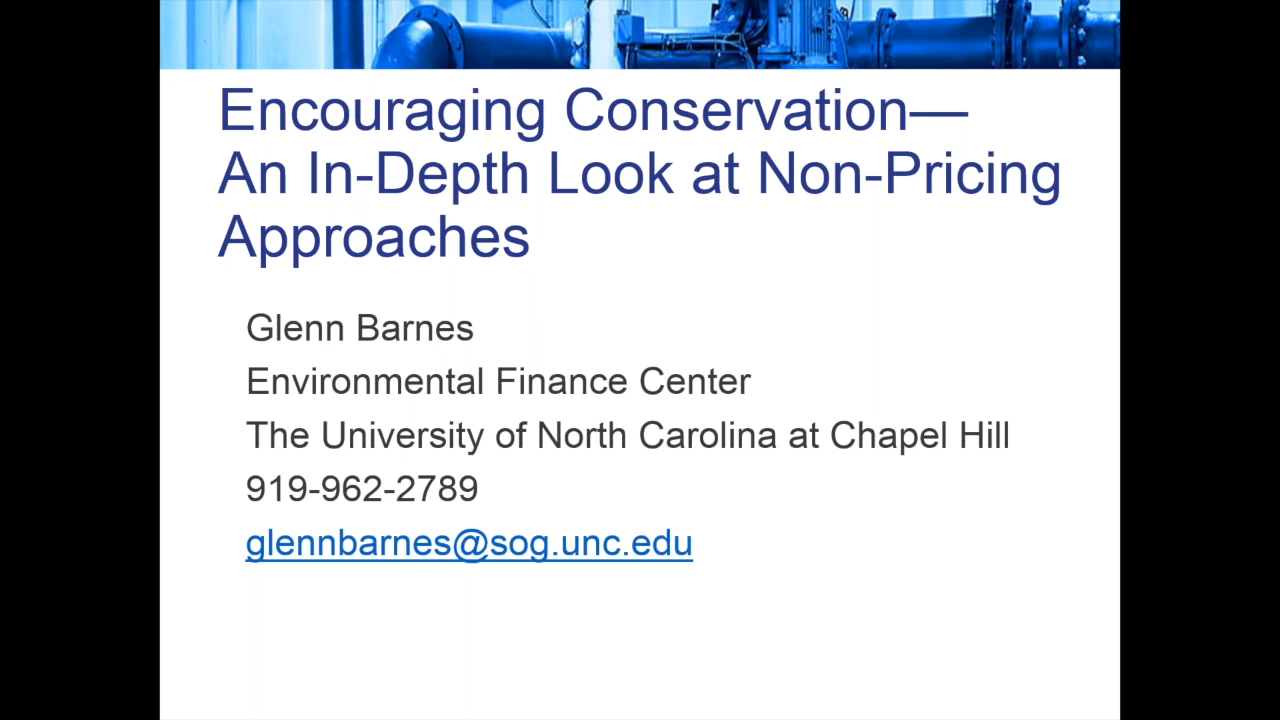 Encouraging Conservation—
An In-Depth Look at Non-Pricing
Approaches
Glenn Barnes
Environmental Finance Center
The University of North Carolina at Chapel Hill
919-962-2789
glennbarnes@sog.unc.edu